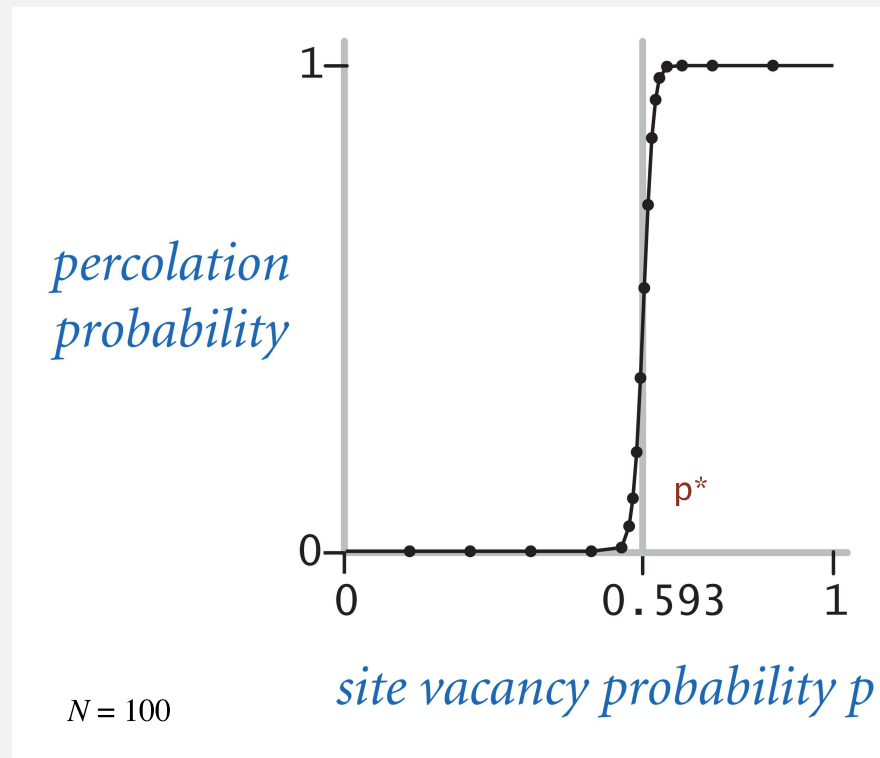 1
percolation
probability
p*
0
0 0.593 1
site vacancy probability p
N = 100